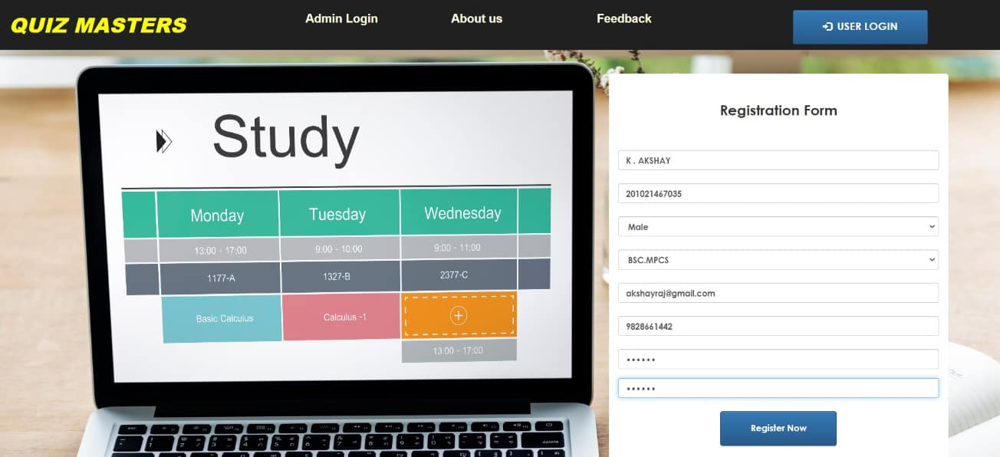 QUIZ MASTERS
Admin Login
About us
Feedback
USER LOGIN
Study
Monday Tuesday Wednesday
13:00 - 17:00 9:00 - 10:00 9:00 - 11:00
1177-A 1327-B 2377-C
Basic Calculus Calculus -1
13:00 - 17:00
Registration Form
K . AKSHAY
201021467035
Male
BSC.MPCS
akshayraj@gmail.com
9828661442
••••••
••••••
Register Now